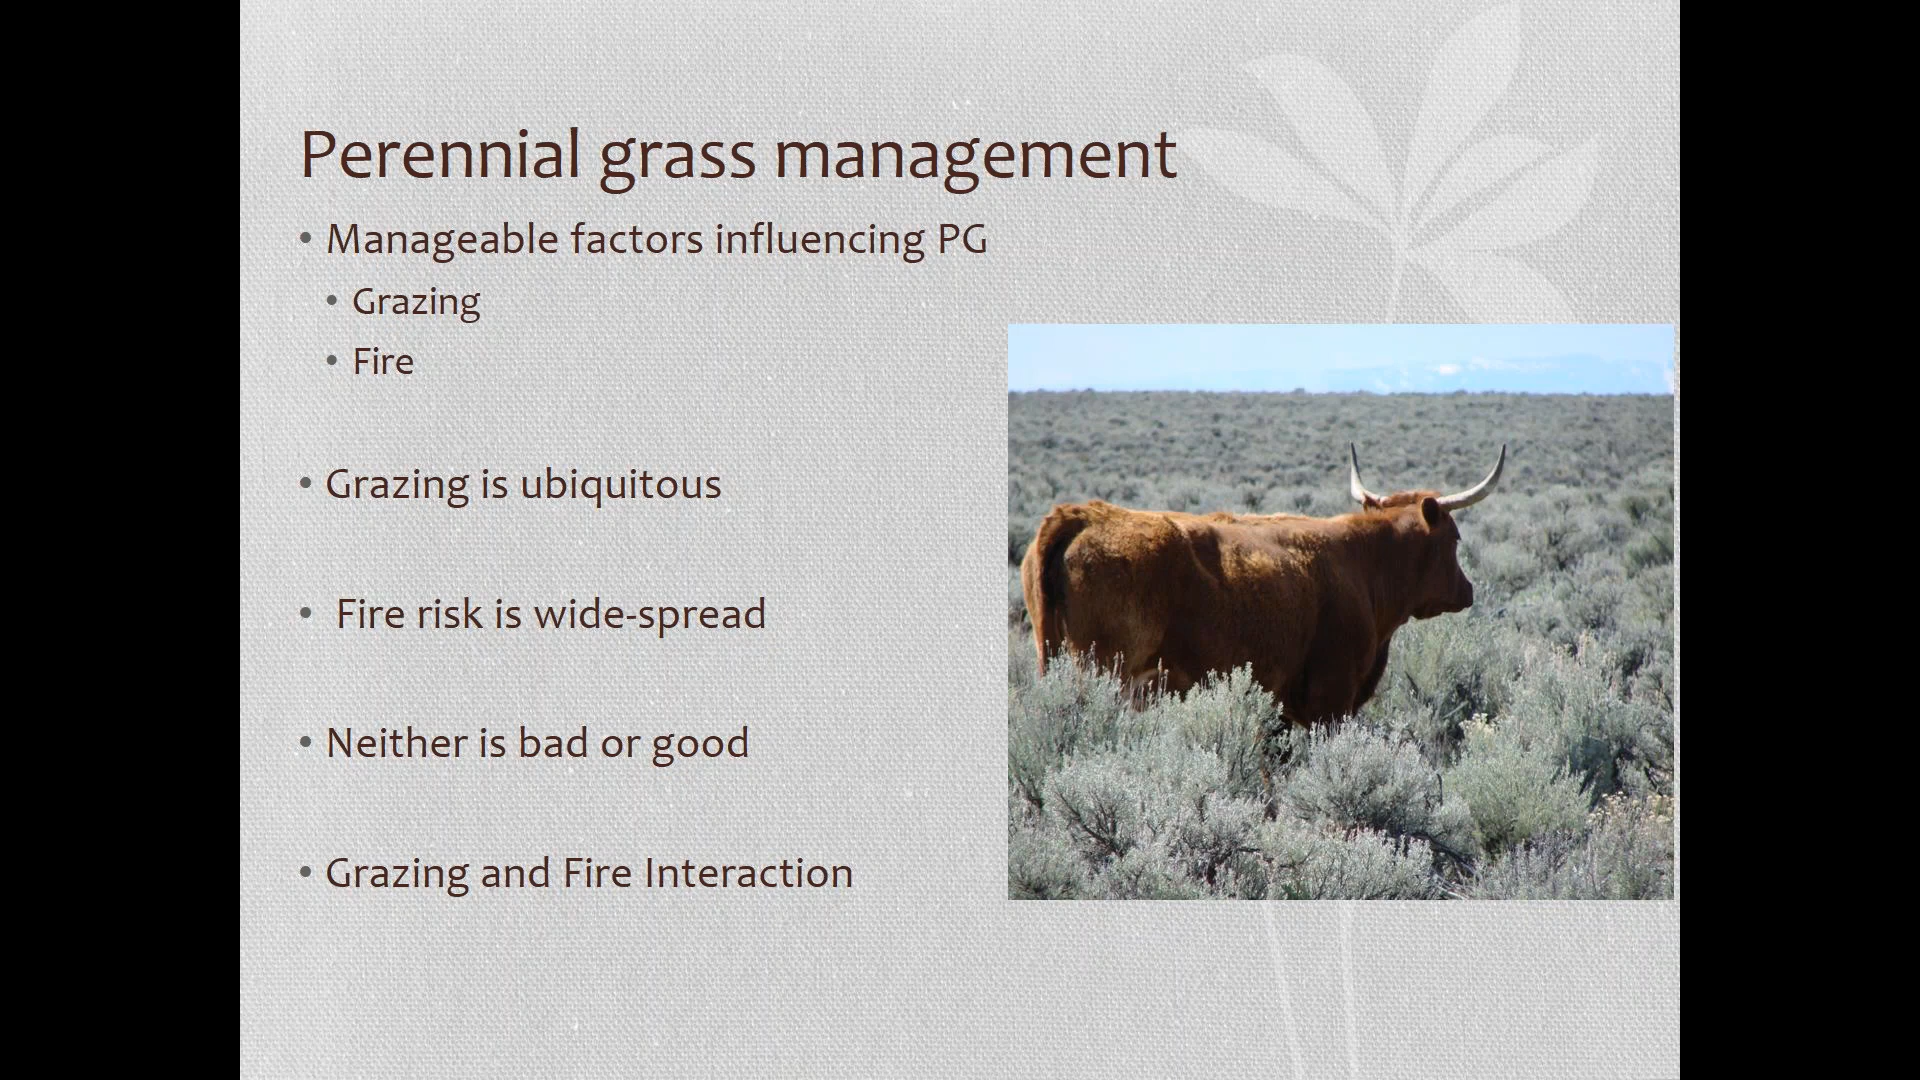 Perennial grass management
• Manageable factors influencing PG
• Grazing
• Fire
• Grazing is ubiquitous
• Fire risk is wide-spread
• Neither is bad or good
• Grazing and Fire Interaction